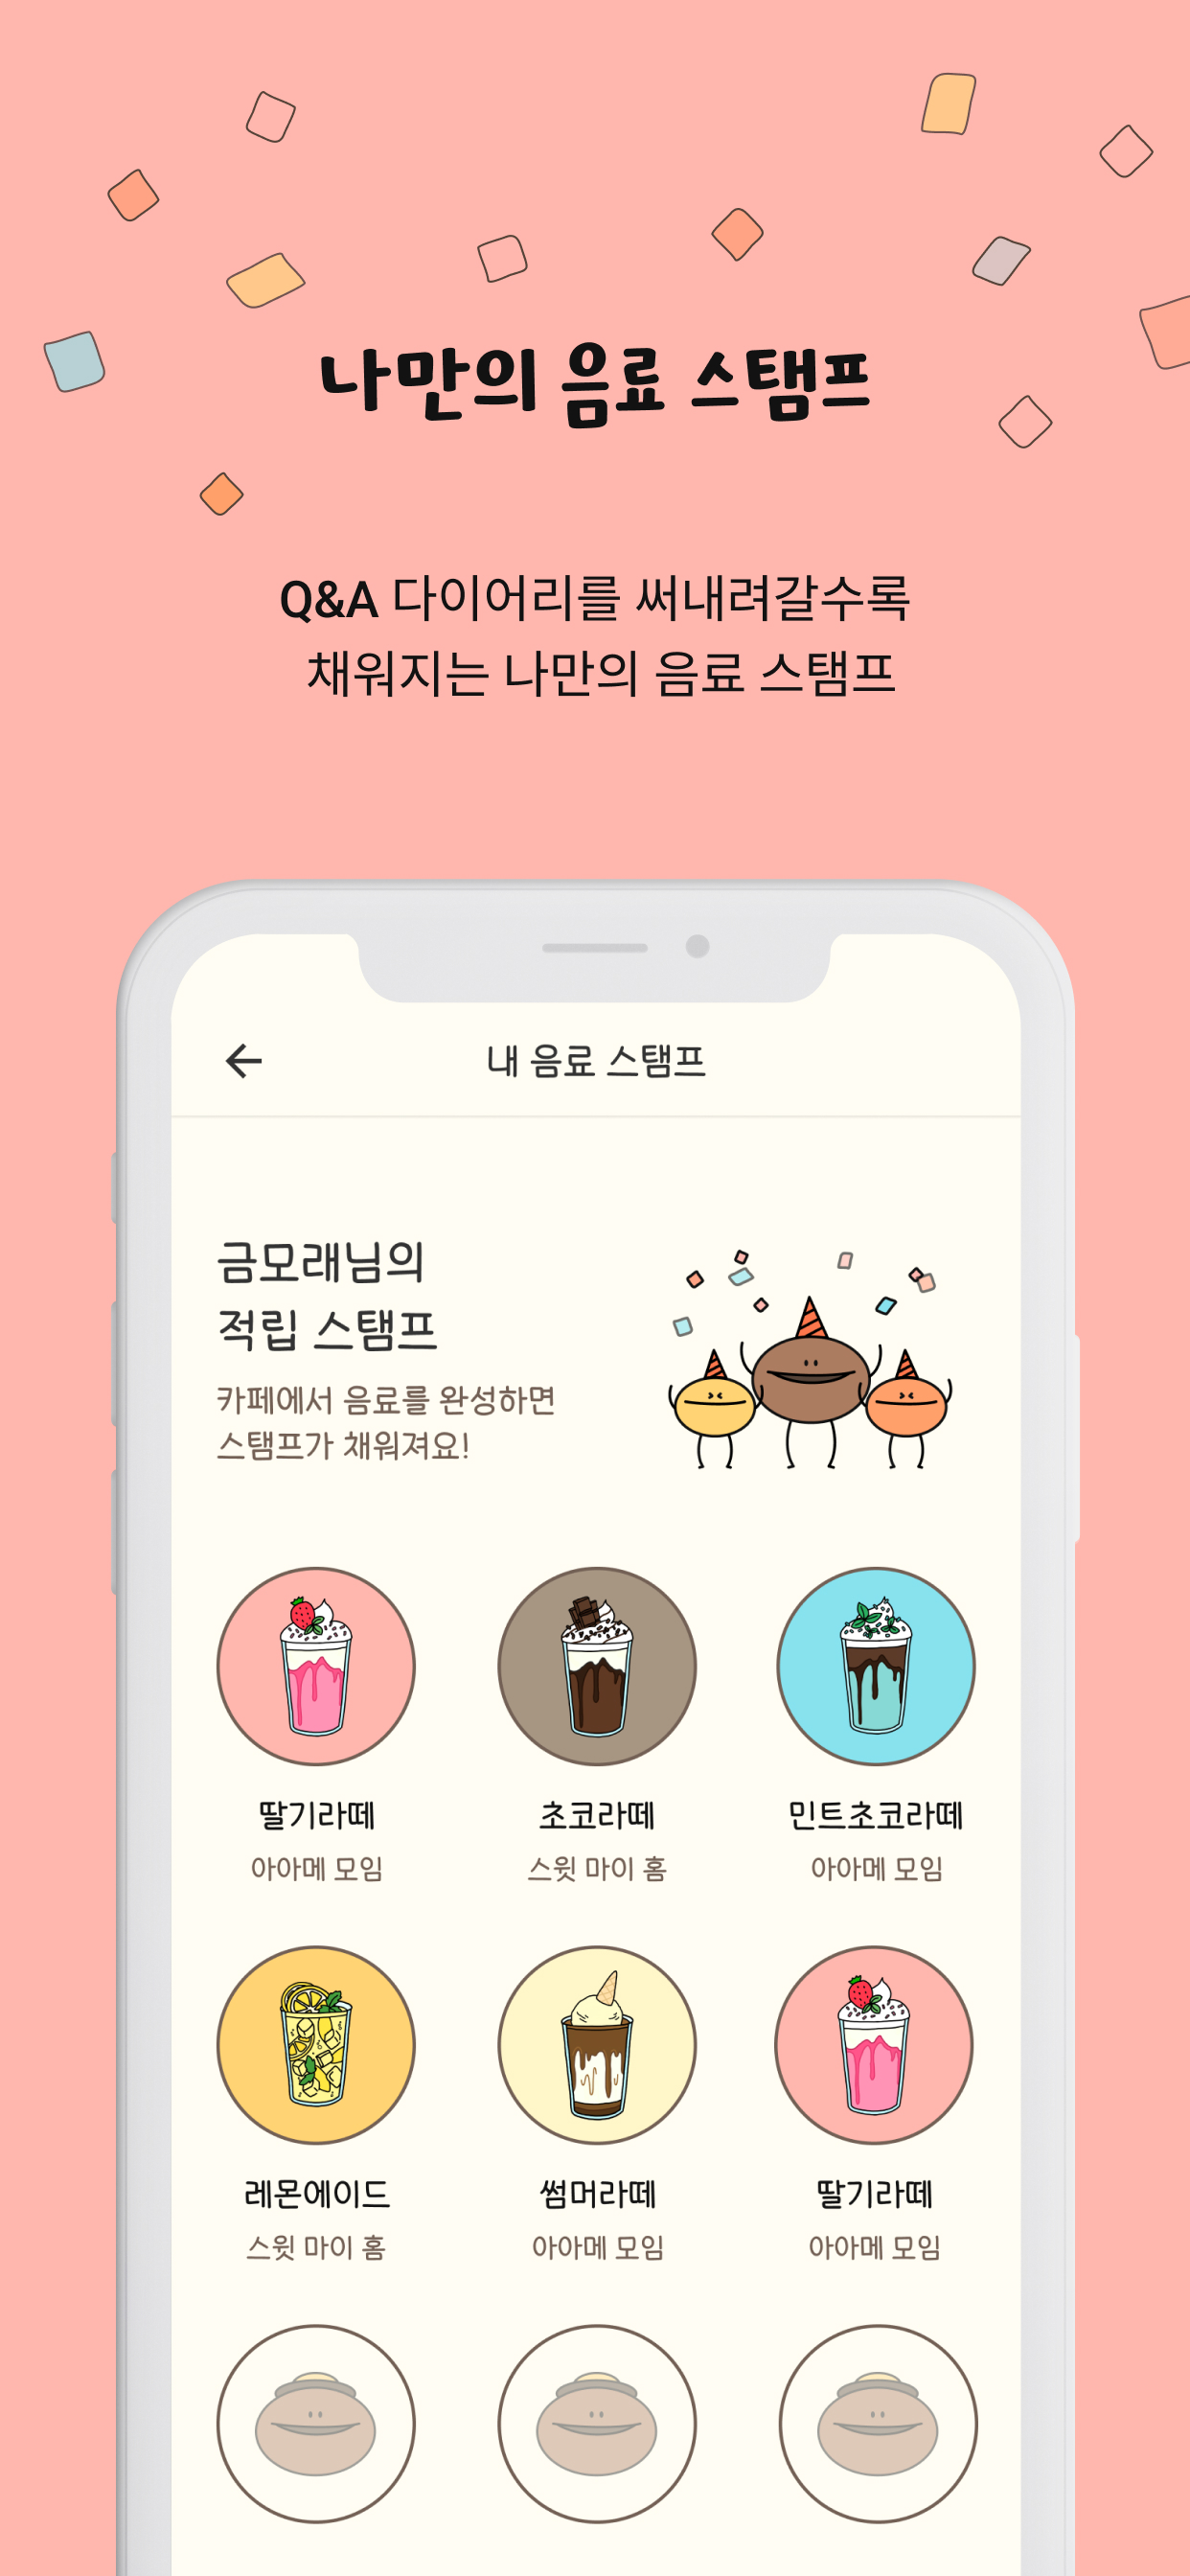 나만의 음료 스탬프
Q&A 다이어리를 써내려갈수록
채워지는 나만의 음료 스탬프
내 음료 스탬프
금모래님의
적립 스탬프
카페에서 음료를 완성하면
스탬프가 채워져요!
딸기라떼
초코라떼
민트초코라떼
아아메 모임
스윗 마이 홈
아아메 모임
레몬에이드
썸머라떼
딸기라떼
스윗 마이 홈
아아메 모임
아아메 모임